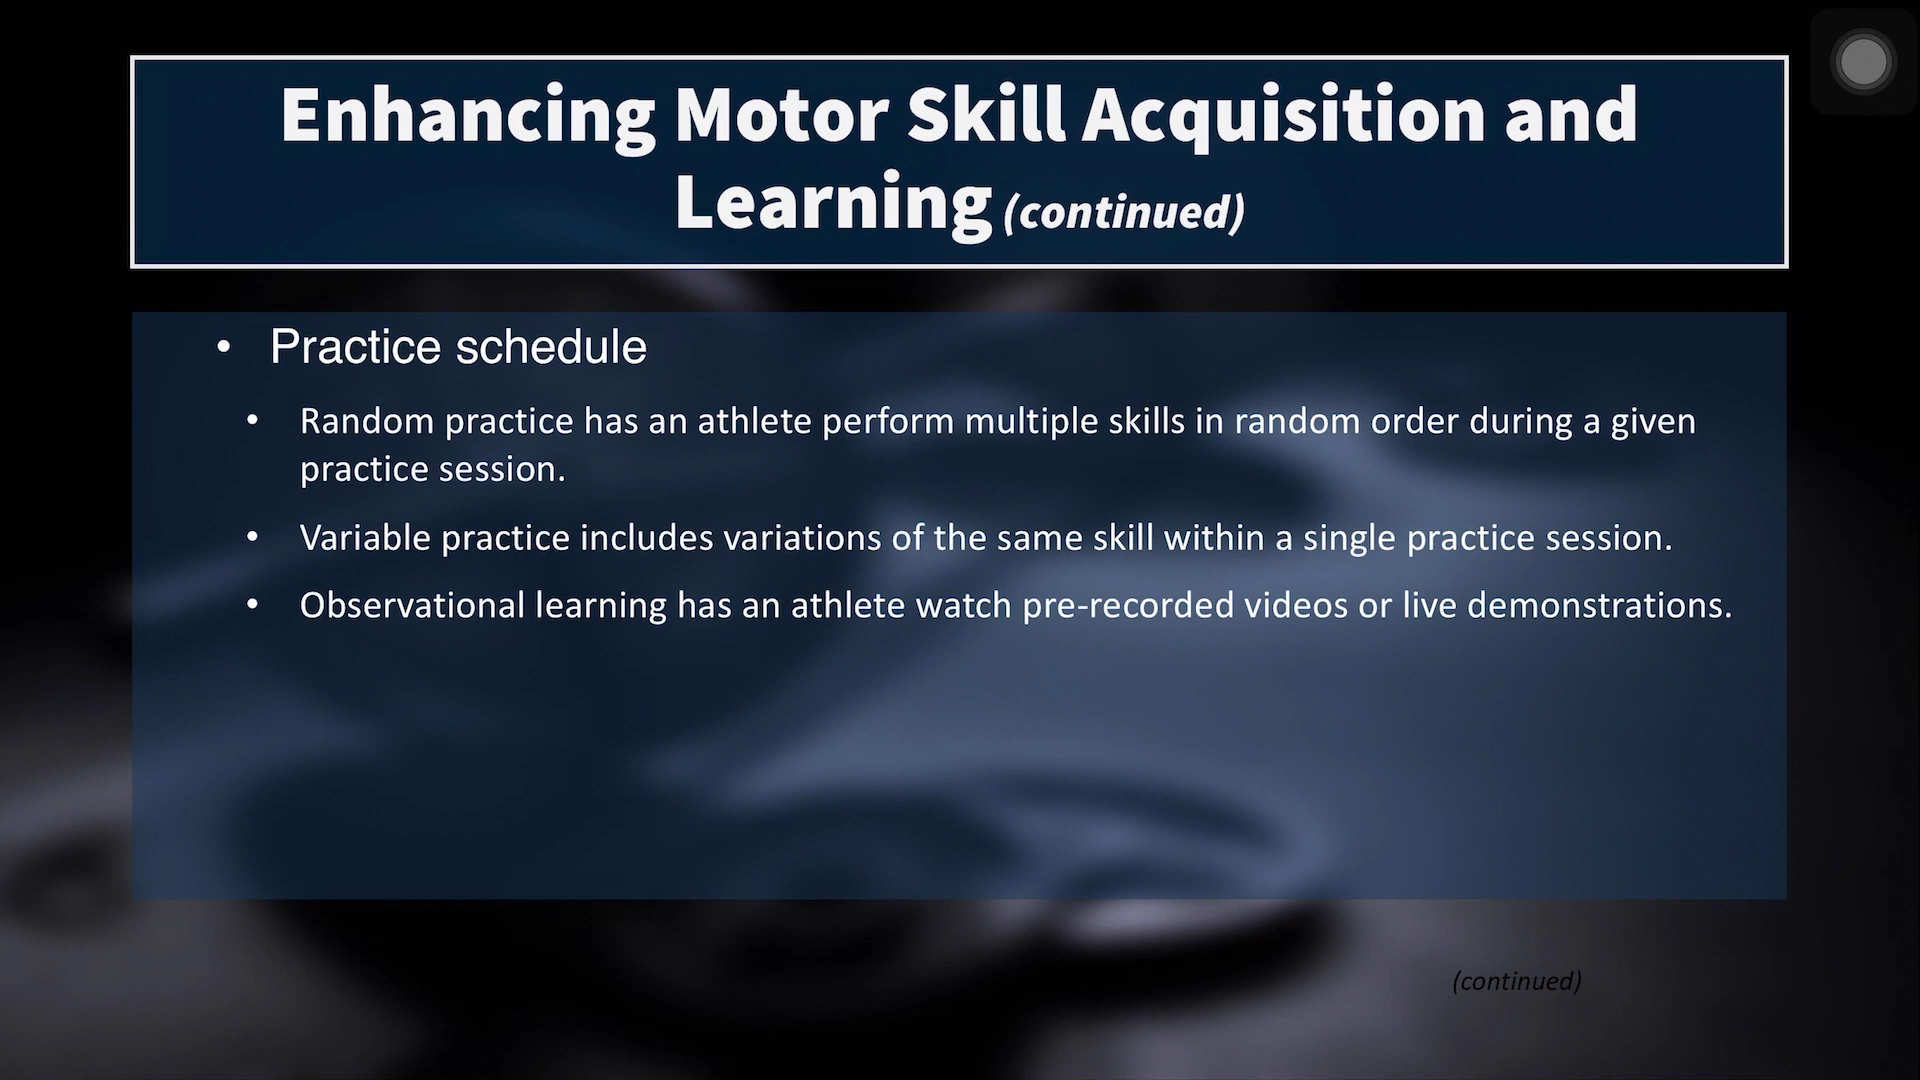 Enhancing Motor Skill Acquisition and
Learning (continued)
• Practice schedule
• Random practice has an athlete perform multiple skills in random order during a given
practice session.
• Variable practice includes variations of the same skill within a single practice session.
• Observational learning has an athlete watch pre-recorded videos or live demonstrations.
(continued)